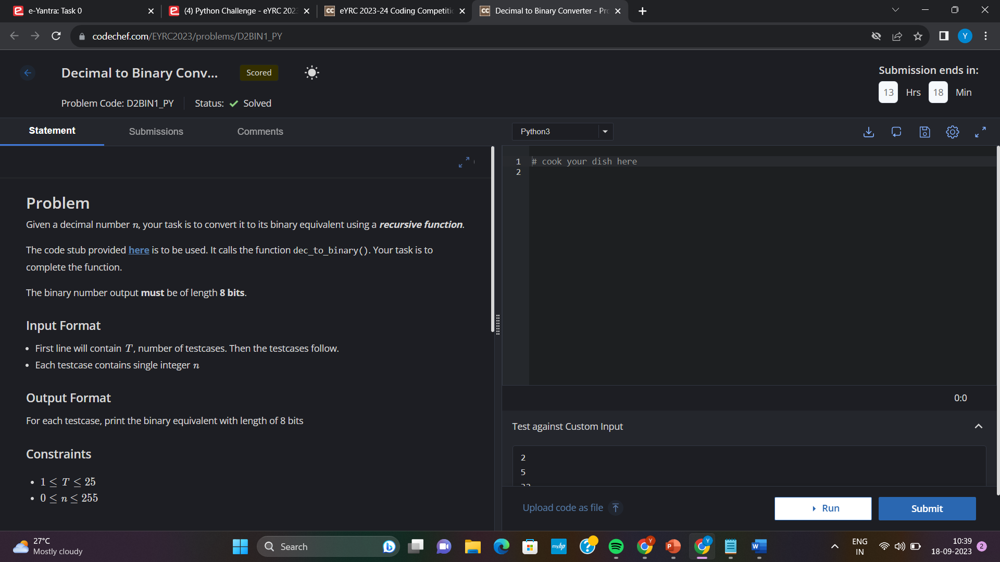 e-Yantra: Task 0
(4) Python Challenge - eYRC 202
eYRC 2023-24 Coding Competiti
Decimal to Binary Converter - Pr
codechef.com/EYRC2023/problems/D2BIN1_PY
Y
Decimal to Binary Conv...
Scored
Submission ends in:
13 Hrs 18 Min
Problem Code: D2BIN1_PY
Status: Solved
Statement
Submissions
Comments
Python3
1 # cook your dish here
2
Problem
Given a decimal number n, your task is to convert it to its binary equivalent using a recursive function.
The code stub provided here is to be used. It calls the function dec_to_binary(). Your task is to
complete the function.
The binary number output must be of length 8 bits.
Input Format
• First line will contain T, number of testcases. Then the testcases follow.
• Each testcase contains single integer n
Output Format
For each testcase, print the binary equivalent with length of 8 bits
Constraints
• 1 ≤ T ≤ 25
• 0 ≤ n ≤ 255
0:0
Test against Custom Input
2
5
Upload code as file
Run
Submit
27°C
Mostly cloudy
Search
myhp
ENG
IN
10:39
18-09-2023
2